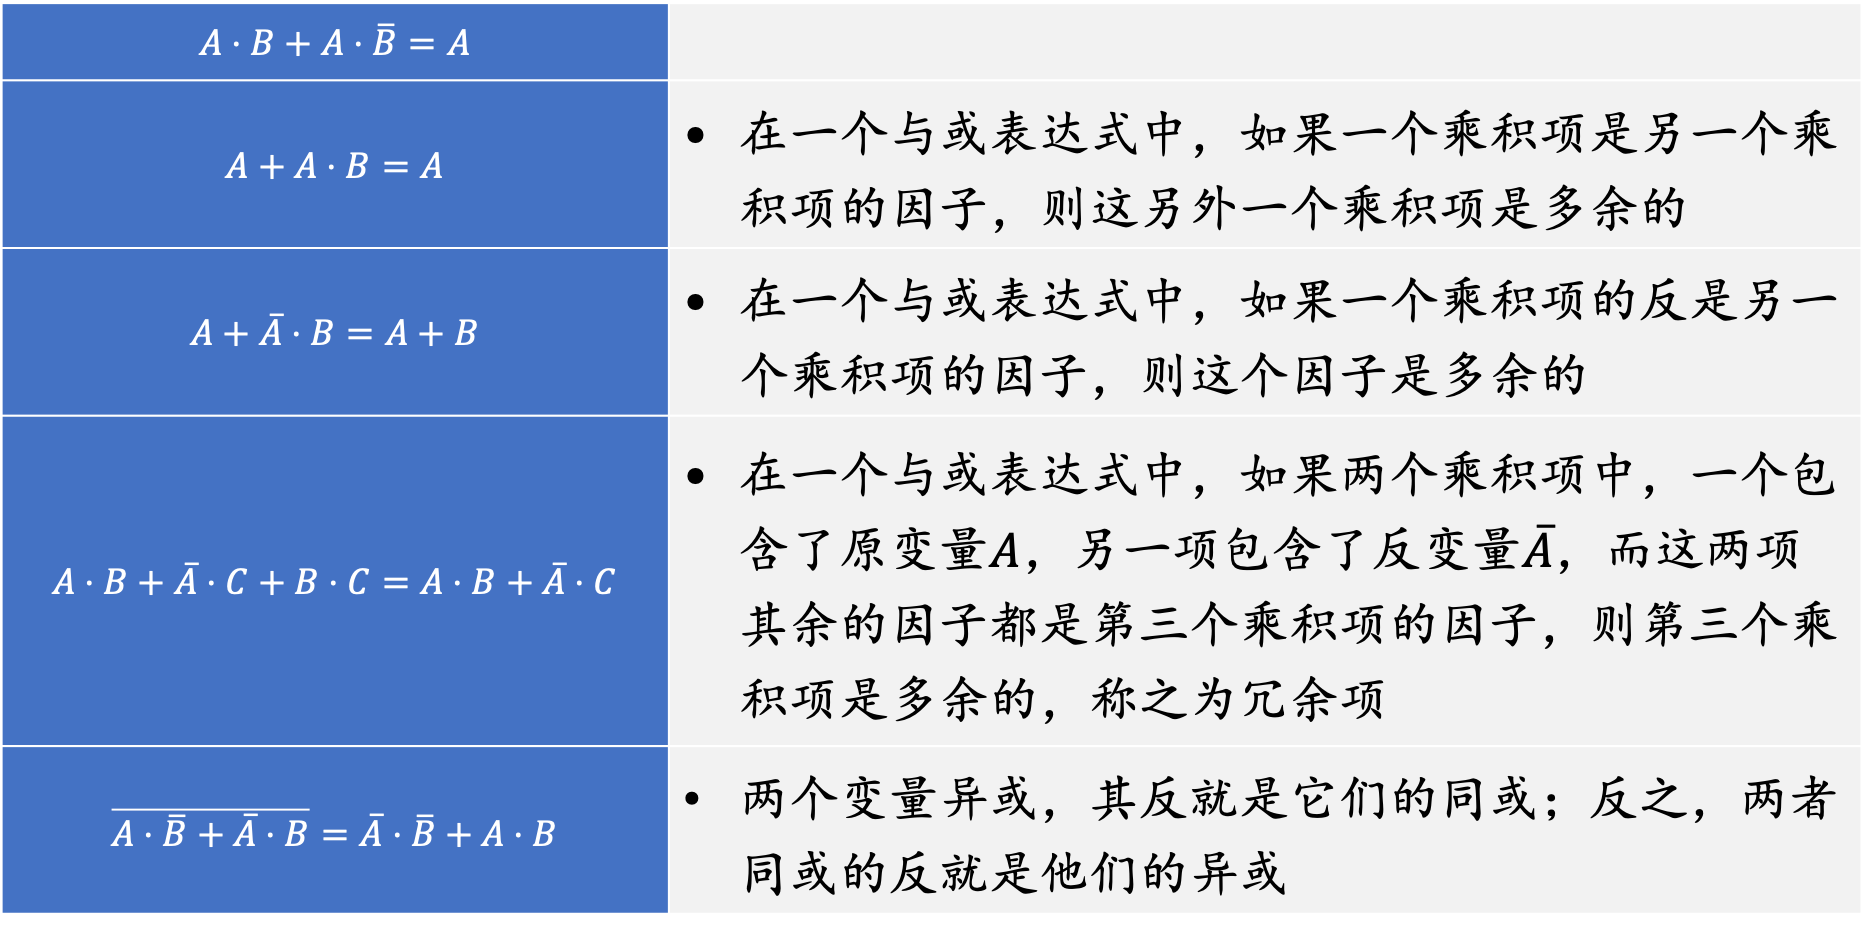 A · B + A · B̄ = A
A + A · B = A
• 在一个与或表达式中，如果一个乘积项是另一个乘
积项的因子，则这另外一个乘积项是多余的
A + Ā · B = A + B
• 在一个与或表达式中，如果一个乘积项的反是另一
个乘积项的因子，则这个因子是多余的
A · B + Ā · C + B · C = A · B + Ā · C
• 在一个与或表达式中，如果两个乘积项中，一个包
含了原变量A，另一项包含了反变量Ā，而这两项
其余的因子都是第三个乘积项的因子，则第三个乘
积项是多余的，称之为冗余项
\overline{A · B̄ + Ā · B} = Ā · B̄ + A · B
• 两个变量异或，其反就是它们的同或；反之，两者
同或的反就是他们的异或